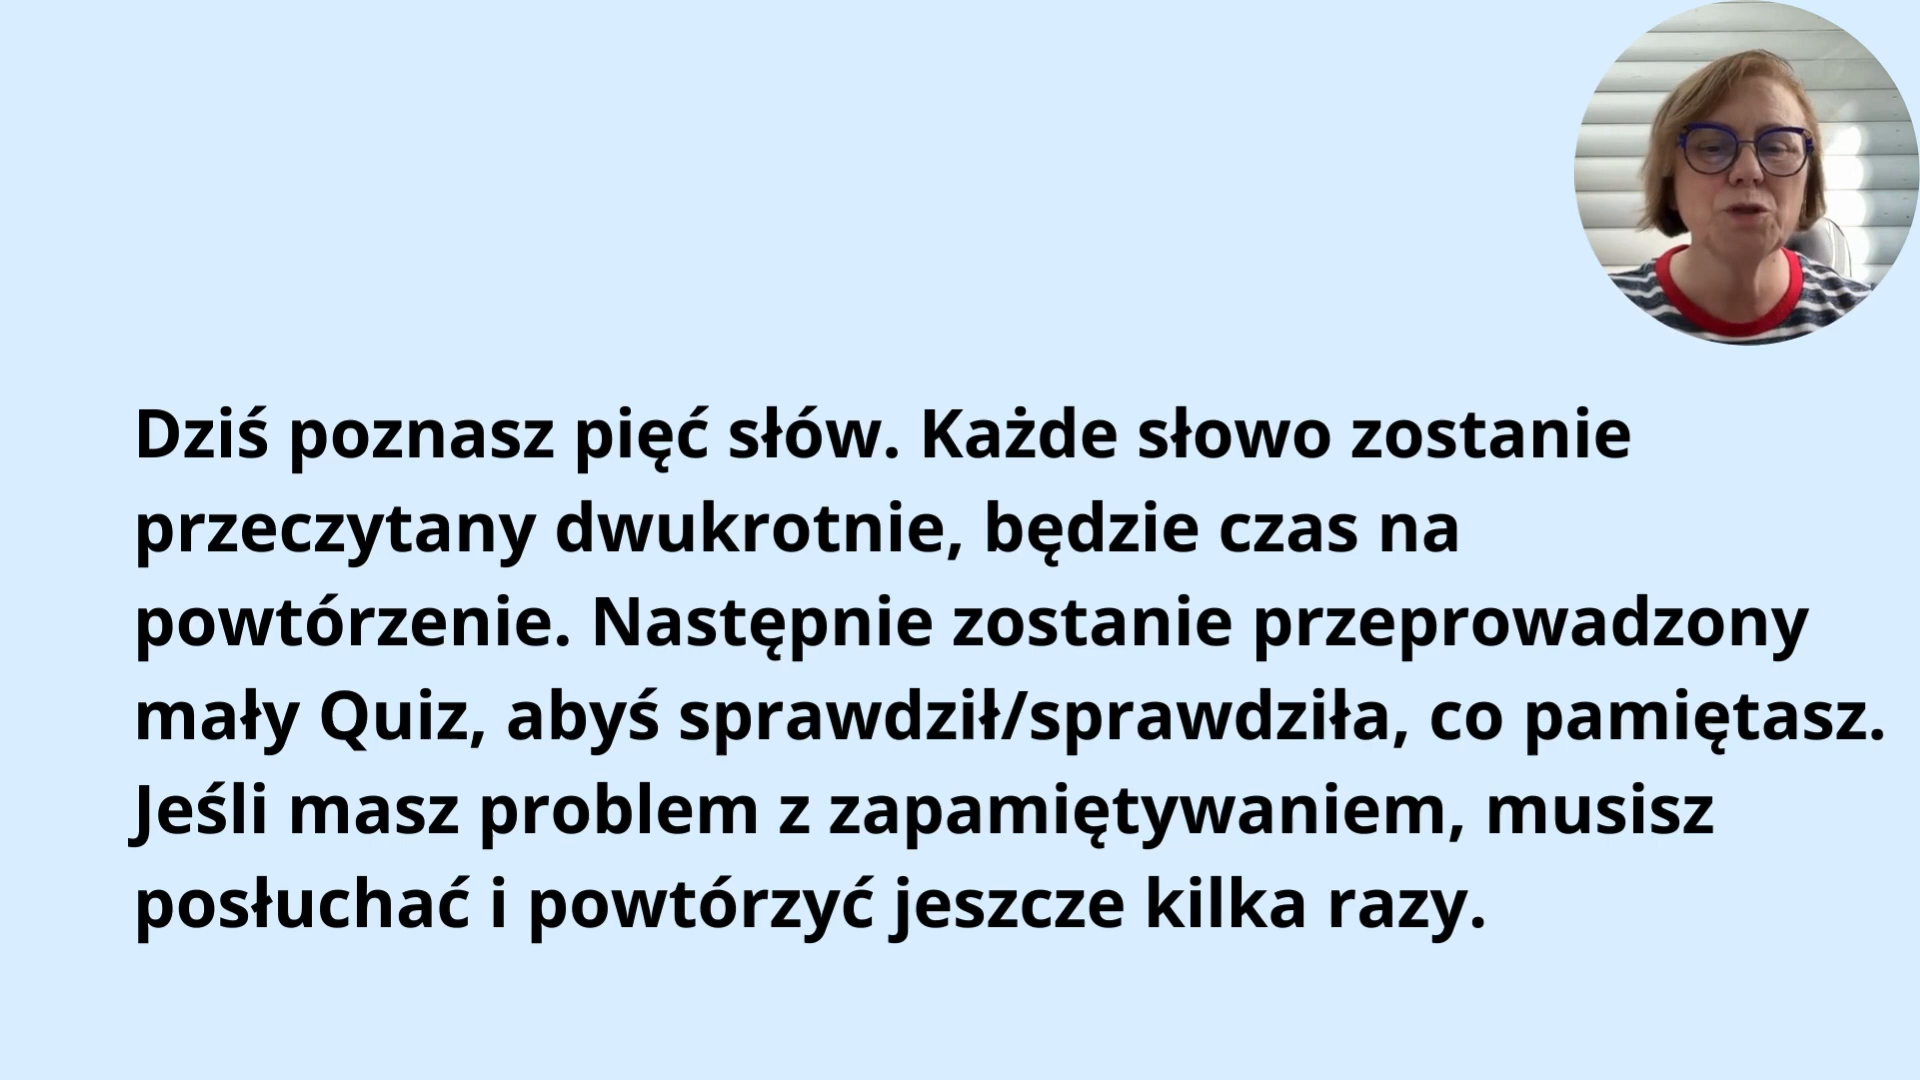 Dziś poznasz pięć słów. Każde słowo zostanie
przeczytany dwukrotnie, będzie czas na
powtórzenie. Następnie zostanie przeprowadzony
mały Quiz, abyś sprawdził/sprawdziła, co pamiętasz.
Jeśli masz problem z zapamiętywaniem, musisz
posłuchać i powtórzyć jeszcze kilka razy.